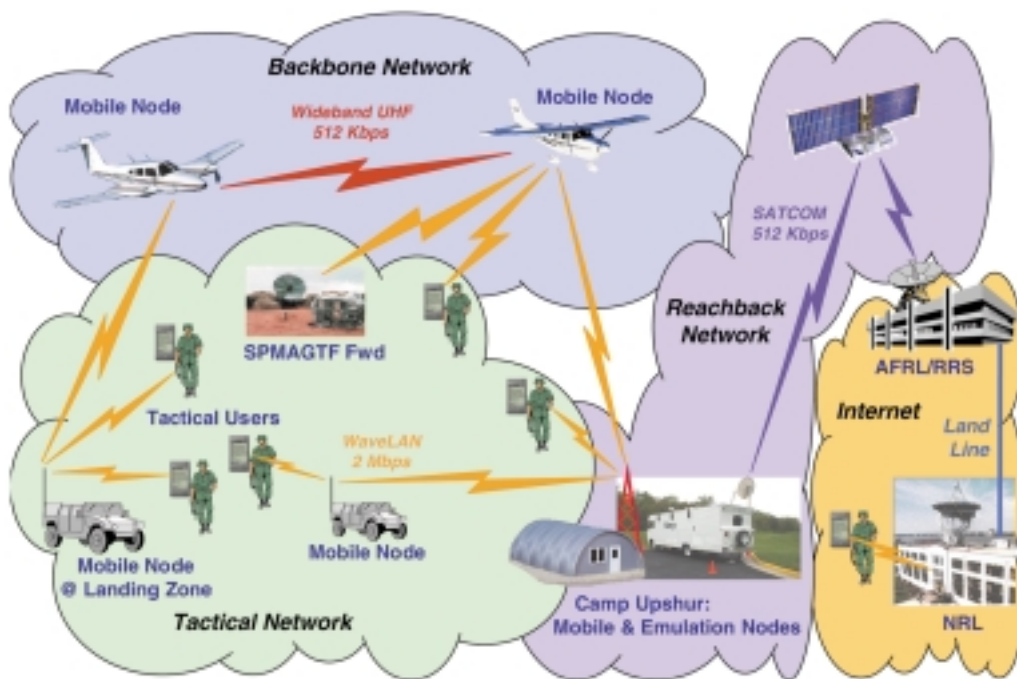 Backbone Network
Mobile Node
Wideband UHF
512 Kbps
Mobile Node
SATCOM
512 Kbps
Reachback
Network
SPMAGTF Fwd
AFRL/RRS
Tactical Users
Internet
Land
Line
WaveLAN
2 Mbps
Mobile Node
Mobile Node
@ Landing Zone
Tactical Network
Camp Upshur:
Mobile & Emulation Nodes
NRL